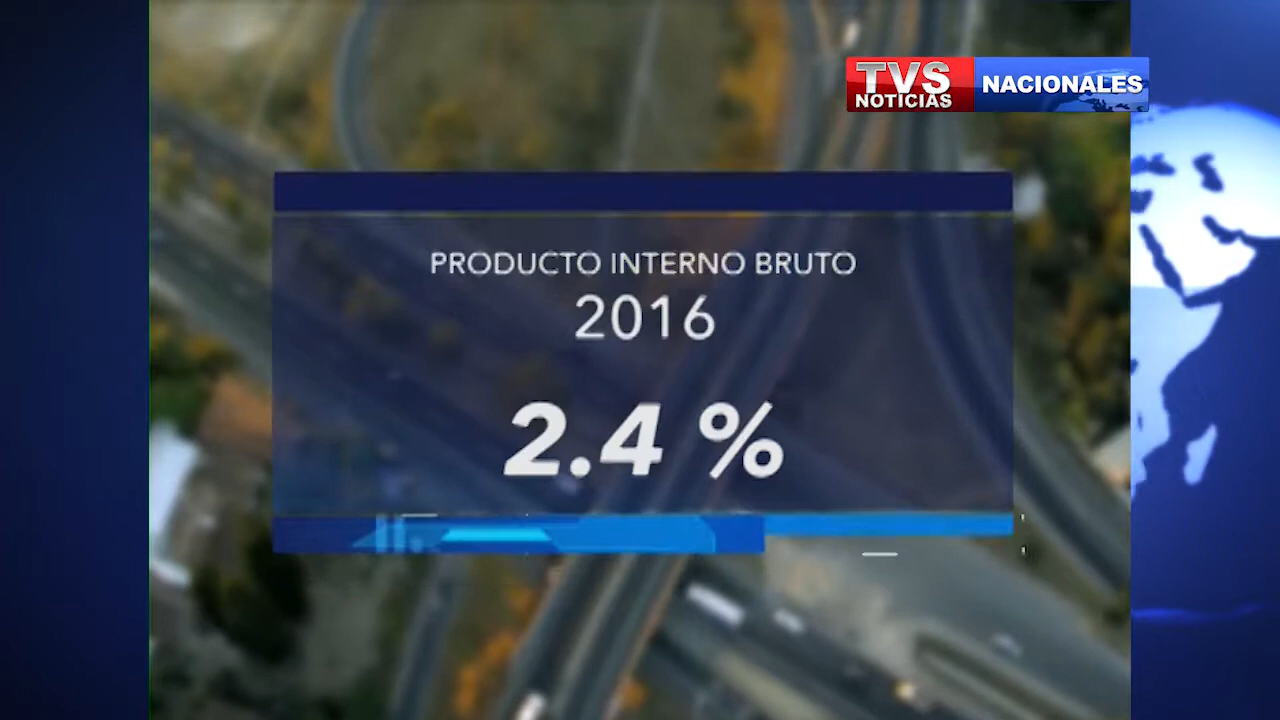 TVS
NOTICIAS
NACIONALES
PRODUCTO INTERNO BRUTO
2016
2.4 %